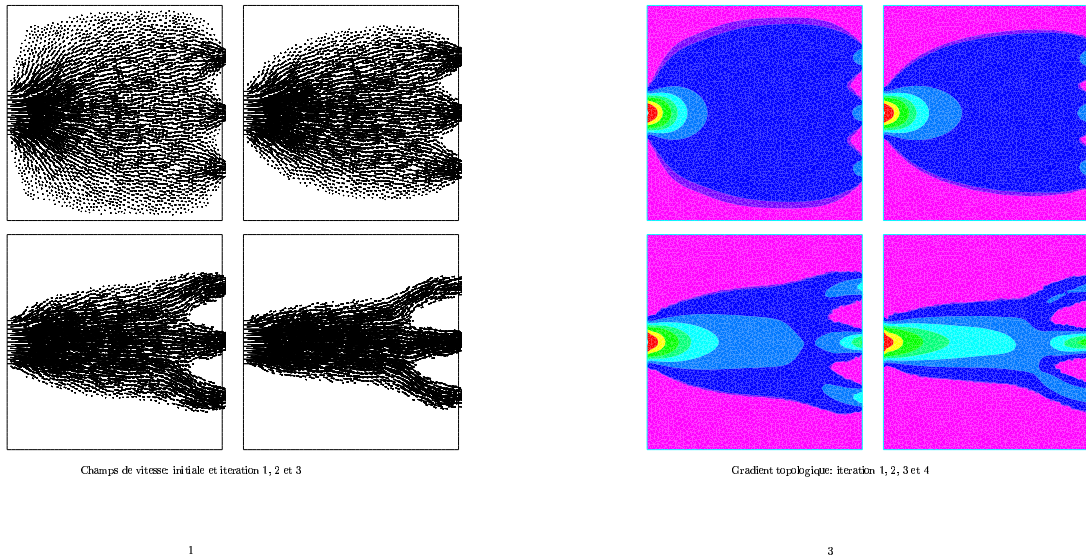 Champs de vitesse: initiale et iteration 1, 2 et 3
Gradient topologique: iteration 1, 2, 3 et 4
1
3